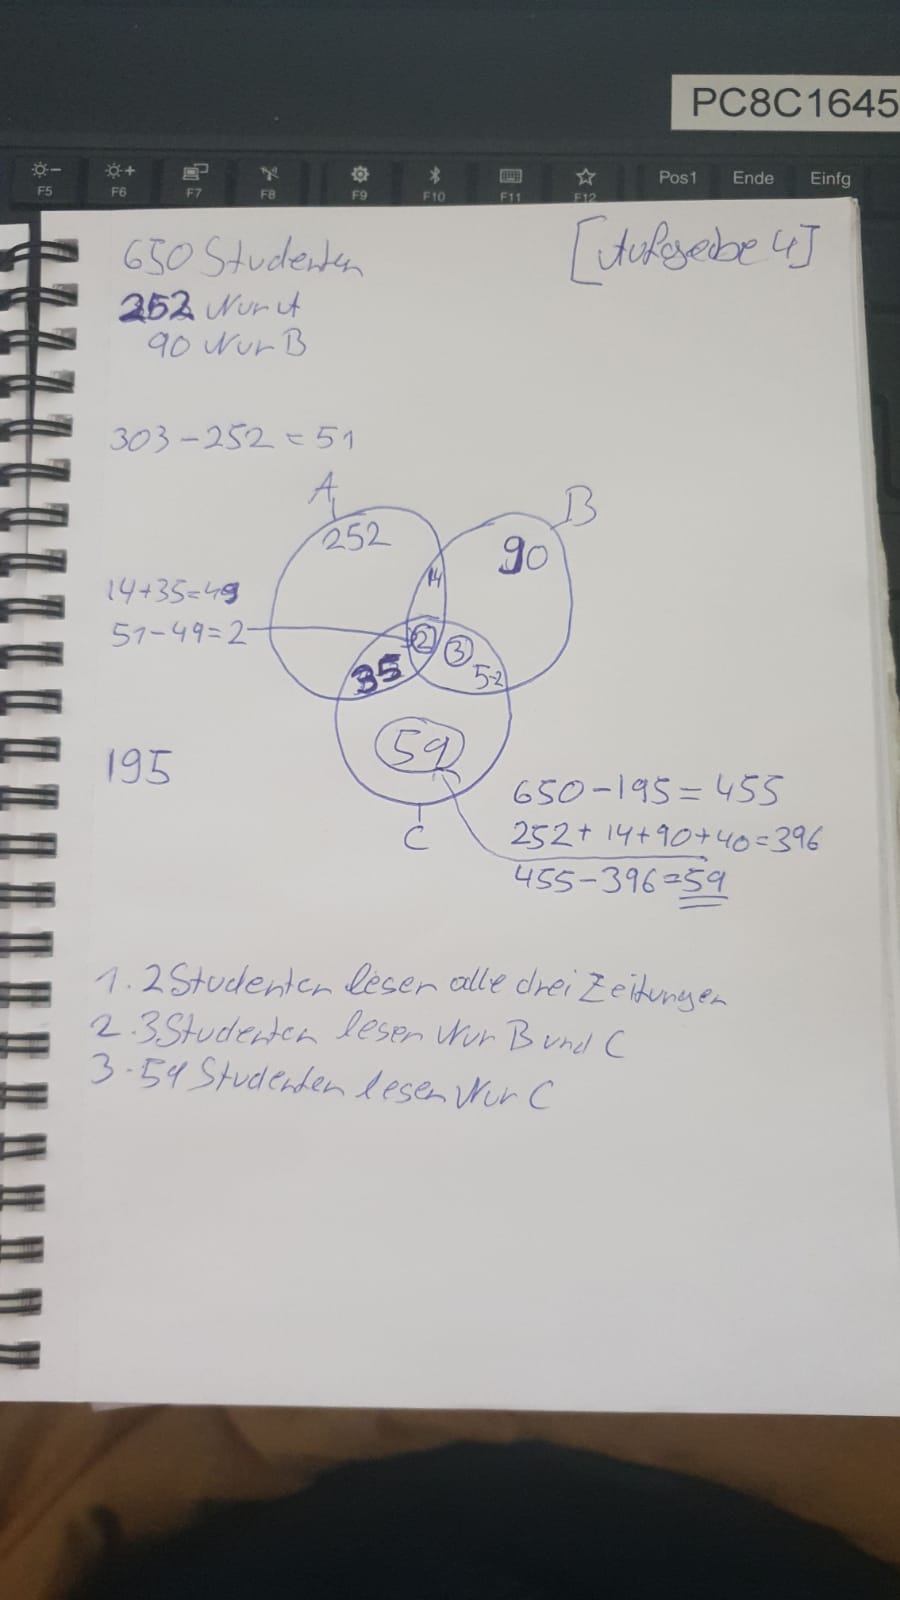 PC8C1645
F5
F6
F7
F8
F9
F10
F11
F12
Pos1 Ende Einfg
650 Studenten [Aufgabe 4]
252 Nur A
90 Nur B
303 - 252 = 51
A
B
252
90
14
14+35=49
51-49=2
2
3
5-2
35
59
195
C
650-195=455
252+14+90+40=396
455-396=59
1. 2 Studenten lesen alle drei Zeitungen
2. 3 Studenten lesen Nur B und C
3. 59 Studenten lesen Nur C